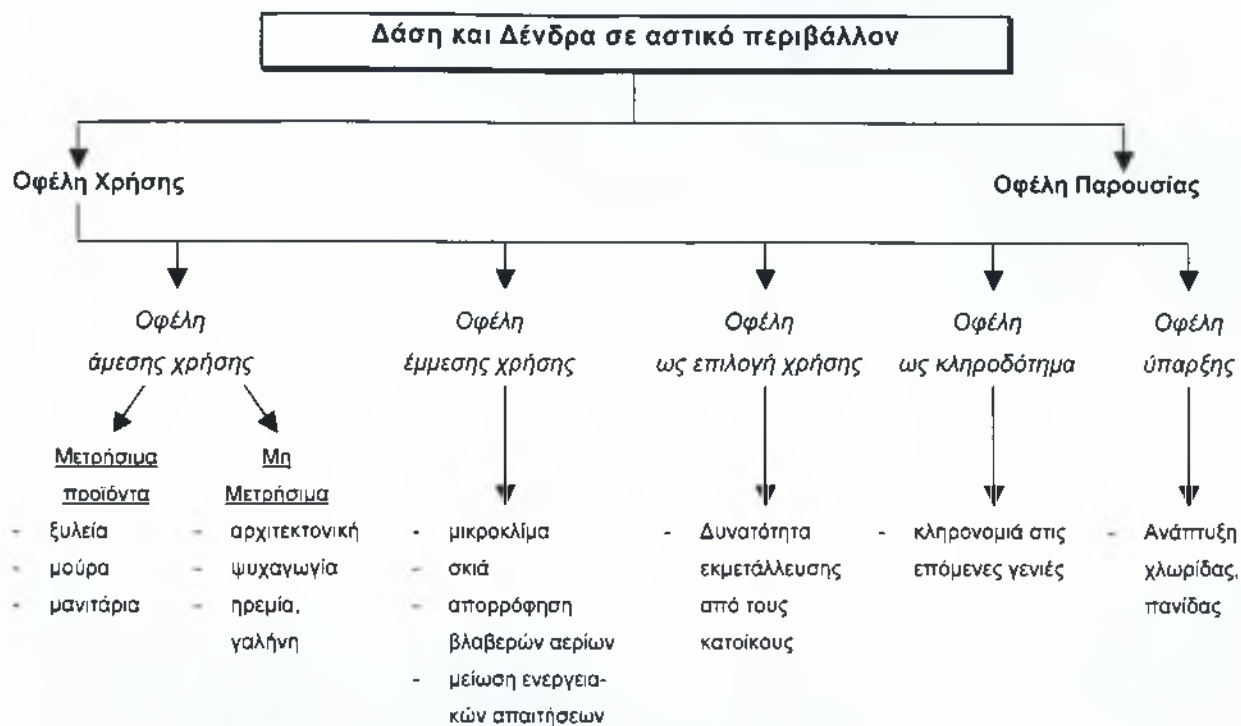 Δάση και Δένδρα σε αστικό περιβάλλον
Οφέλη Χρήσης
Οφέλη Παρουσίας
Οφέλη
άμεσης χρήσης
Οφέλη
έμμεσης χρήσης
Οφέλη
ως επιλογή χρήσης
Οφέλη
ως κληροδότημα
Οφέλη
ύπαρξης
Μετρήσιμα
προϊόντα
- ξυλεία
- μούρα
- μανιτάρια
Μη
Μετρήσιμα
- αρχιτεκτονική
- ψυχαγωγία
- ηρεμία,
γαλήνη
- μικροκλίμα
- σκιά
- απορρόφηση
βλαβερών αερίων
- μείωση ενεργεια-
κών απαιτήσεων
- Δυνατότητα
εκμετάλλευσης
από τους
κατοίκους
- κληρονομιά στις
επόμενες γενιές
- Ανάπτυξη
χλωρίδας,
πανίδας